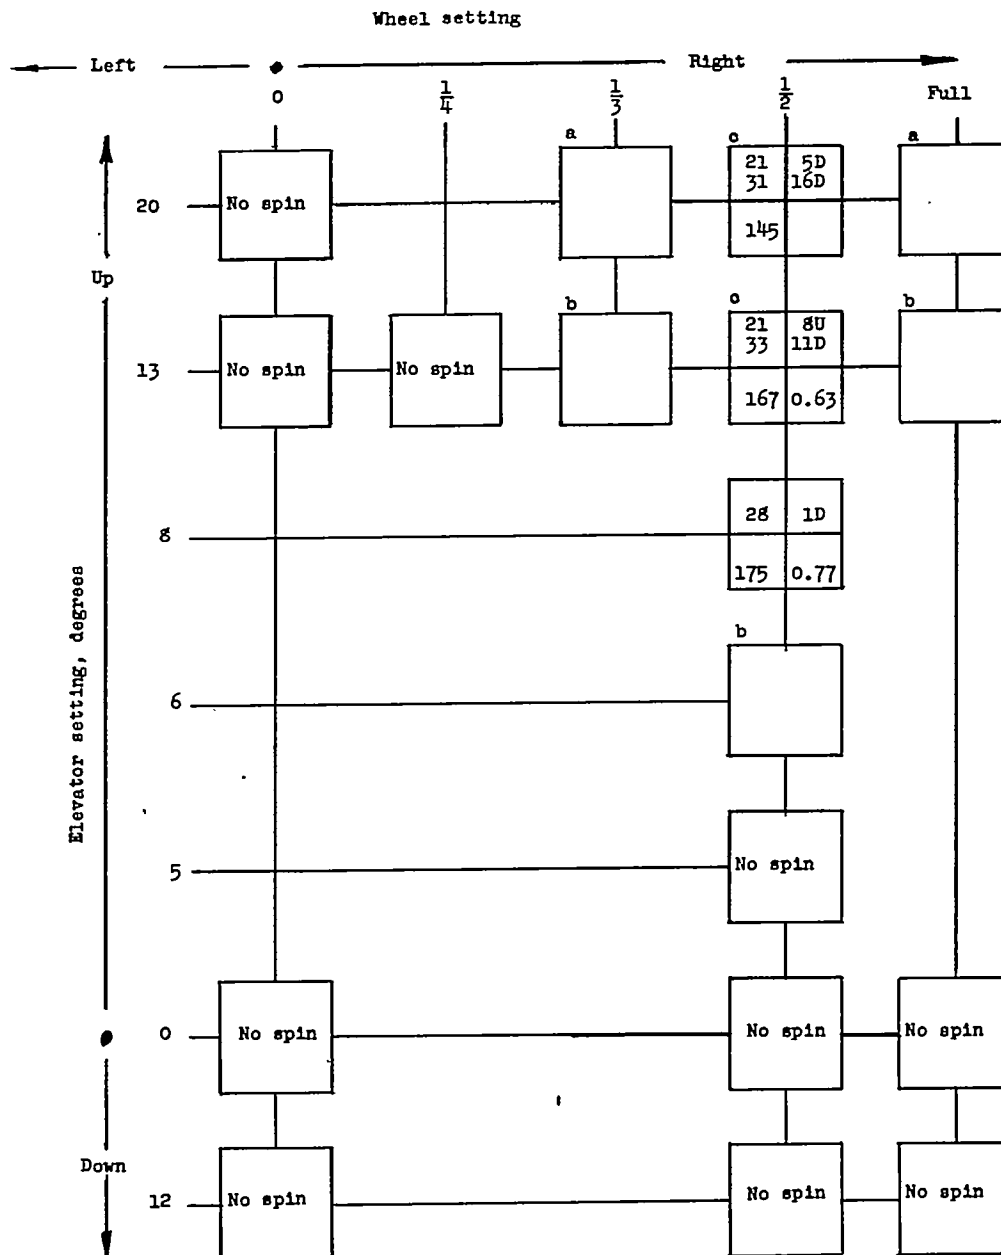 Wheel setting
Left Right
0 1/4 1/3 1/2 Full
a c a
20 No spin 21 5D
31 16D
145
Up
b c b
13 No spin No spin 21 8U
33 11D
167 0.63
8 28 1D
175 0.77
b
6
Elevator setting, degrees
5 No spin
0 No spin No spin No spin
Down
12 No spin No spin No spin